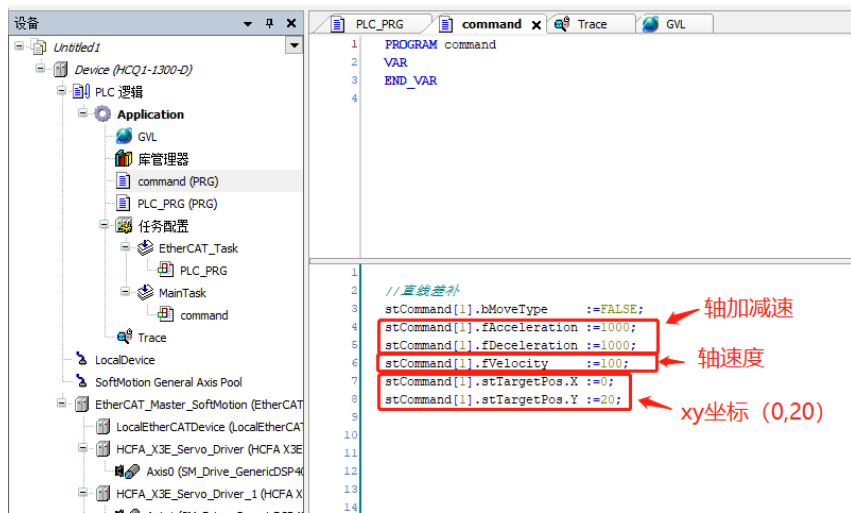 设备
Untitled1
Device (HCQ1-1300-D)
PLC 逻辑
Application
GVL
库管理器
command (PRG)
PLC_PRG (PRG)
任务配置
EtherCAT_Task
PLC_PRG
MainTask
command
Trace
LocalDevice
SoftMotion General Axis Pool
EtherCAT_Master_SoftMotion (EtherCAT
LocalEtherCATDevice (LocalEtherCAT
HCFA_X3E_Servo_Driver (HCFA X3E
Axis0 (SM_Drive_GenericDSP40
HCFA_X3E_Servo_Driver_1 (HCFA X
PLC_PRG command Trace GVL
1 PROGRAM command
2 VAR
3 END_VAR
4
1
2 //直线差补
3 stCommand[1].bMoveType :=FALSE;
4 stCommand[1].fAcceleration :=1000;
5 stCommand[1].fDeceleration :=1000;
6 stCommand[1].fVelocity :=100;
7 stCommand[1].stTargetPos.X :=0;
8 stCommand[1].stTargetPos.Y :=20;
9
10
11
12
13
14
轴加减速
轴速度
xy坐标（0,20）